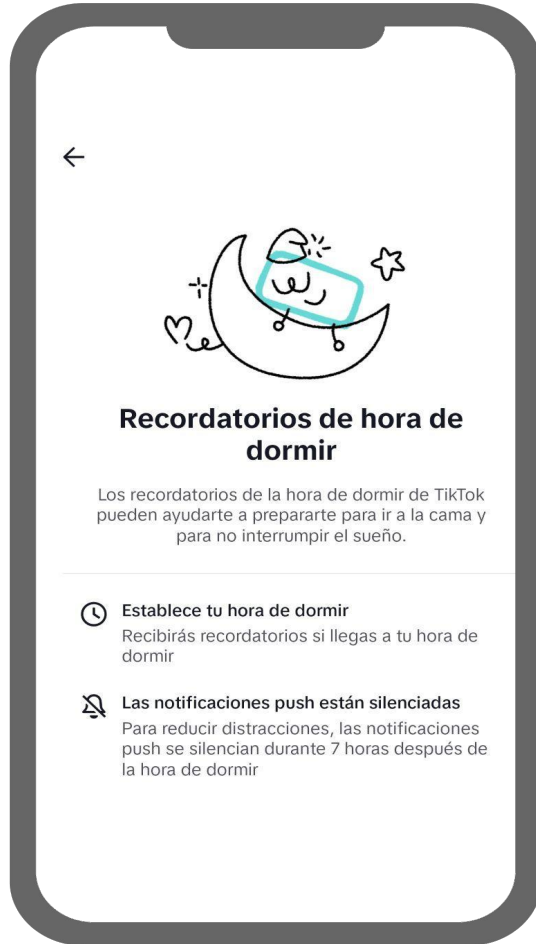 Recordatorios de hora de
dormir
Los recordatorios de la hora de dormir de TikTok
pueden ayudarte a prepararte para ir a la cama y
para no interrumpir el sueño.
Establece tu hora de dormir
Recibirás recordatorios si llegas a tu hora de
dormir
Las notificaciones push están silenciadas
Para reducir distracciones, las notificaciones
push se silencian durante 7 horas después de
la hora de dormir